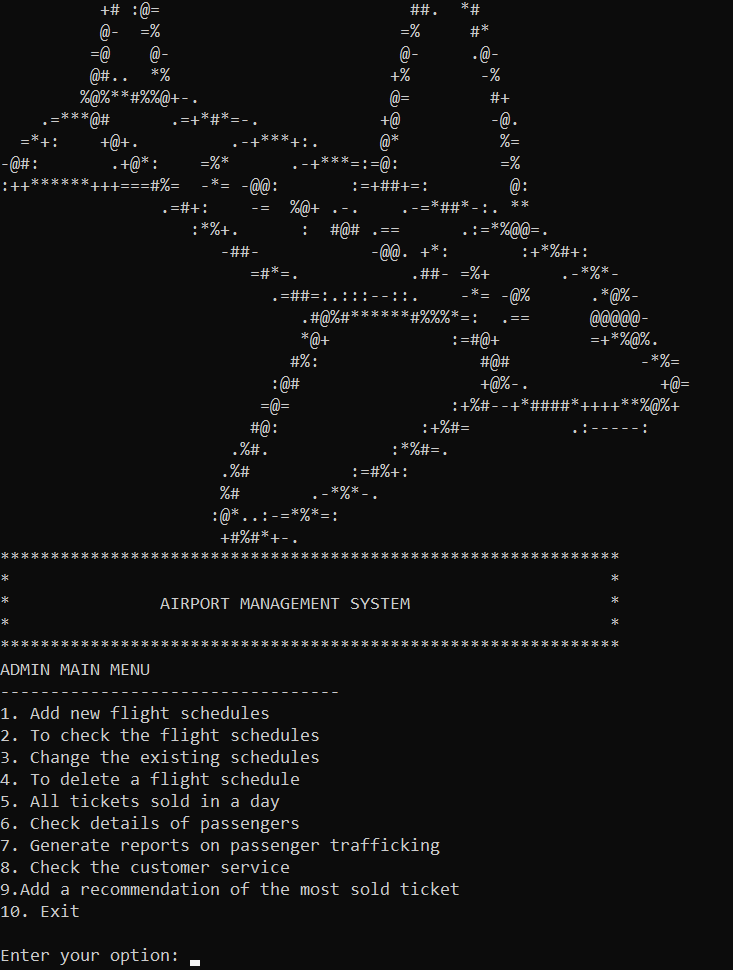 AIRPORT MANAGEMENT SYSTEM
ADMIN MAIN MENU
----------------------------------
1. Add new flight schedules
2. To check the flight schedules
3. Change the existing schedules
4. To delete a flight schedule
5. All tickets sold in a day
6. Check details of passengers
7. Generate reports on passenger trafficking
8. Check the customer service
9.Add a recommendation of the most sold ticket
10. Exit
Enter your option: